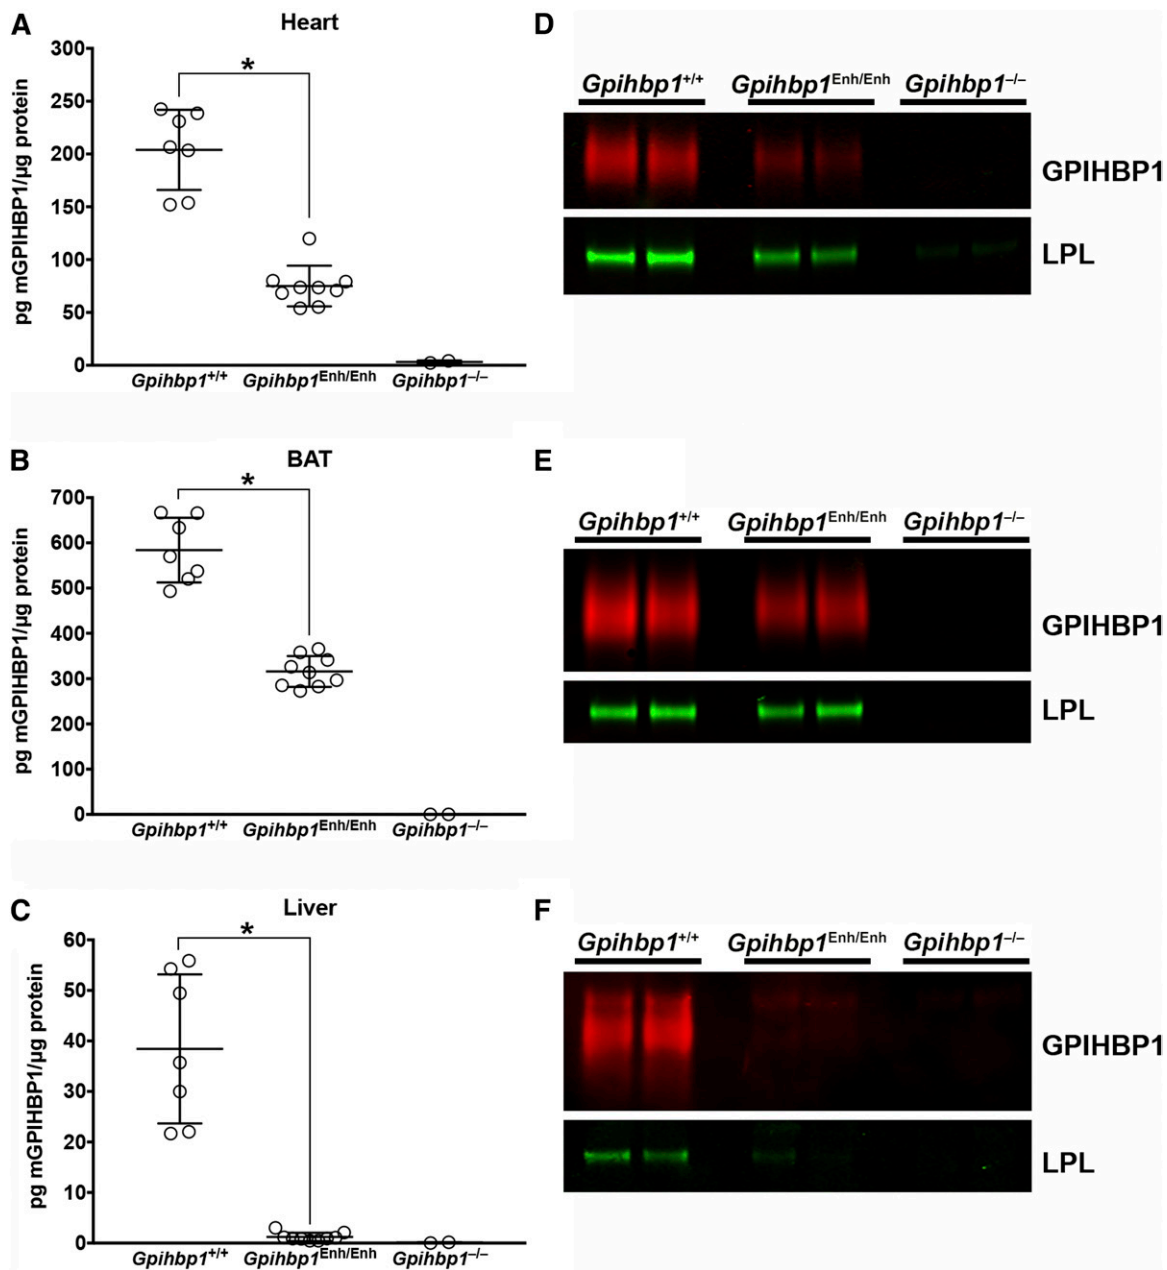 A
Heart
300
250
200
150
100
50
0
pg mGPIHBP1/µg protein
*
Gpihbp1+/+ Gpihbp1Enh/Enh Gpihbp1–/–
D
Gpihbp1+/+ Gpihbp1Enh/Enh Gpihbp1–/–
GPIHBP1
LPL
B
BAT
700
600
500
400
300
200
100
0
pg mGPIHBP1/µg protein
*
Gpihbp1+/+ Gpihbp1Enh/Enh Gpihbp1–/–
E
Gpihbp1+/+ Gpihbp1Enh/Enh Gpihbp1–/–
GPIHBP1
LPL
C
Liver
60
50
40
30
20
10
0
pg mGPIHBP1/µg protein
*
Gpihbp1+/+ Gpihbp1Enh/Enh Gpihbp1–/–
F
Gpihbp1+/+ Gpihbp1Enh/Enh Gpihbp1–/–
GPIHBP1
LPL